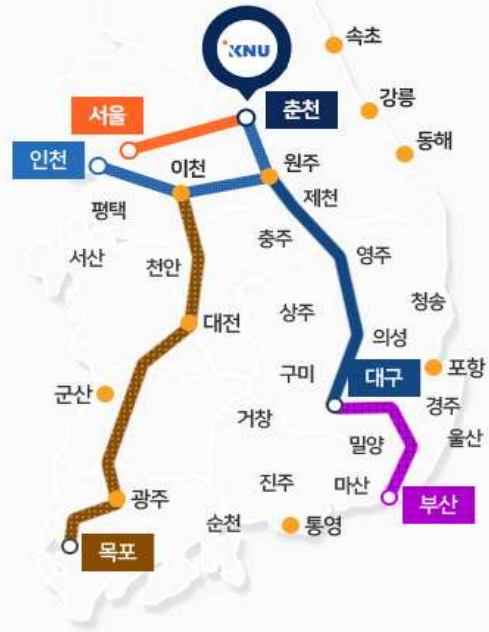 속초
KNU
강릉
서울
춘천
동해
인천
이천
원주
제천
평택
충주
영주
서산
천안
청송
상주
대전
의성
포항
구미
대구
군산
경주
거창
울산
밀양
진주
마산
광주
부산
순천
통영
목포